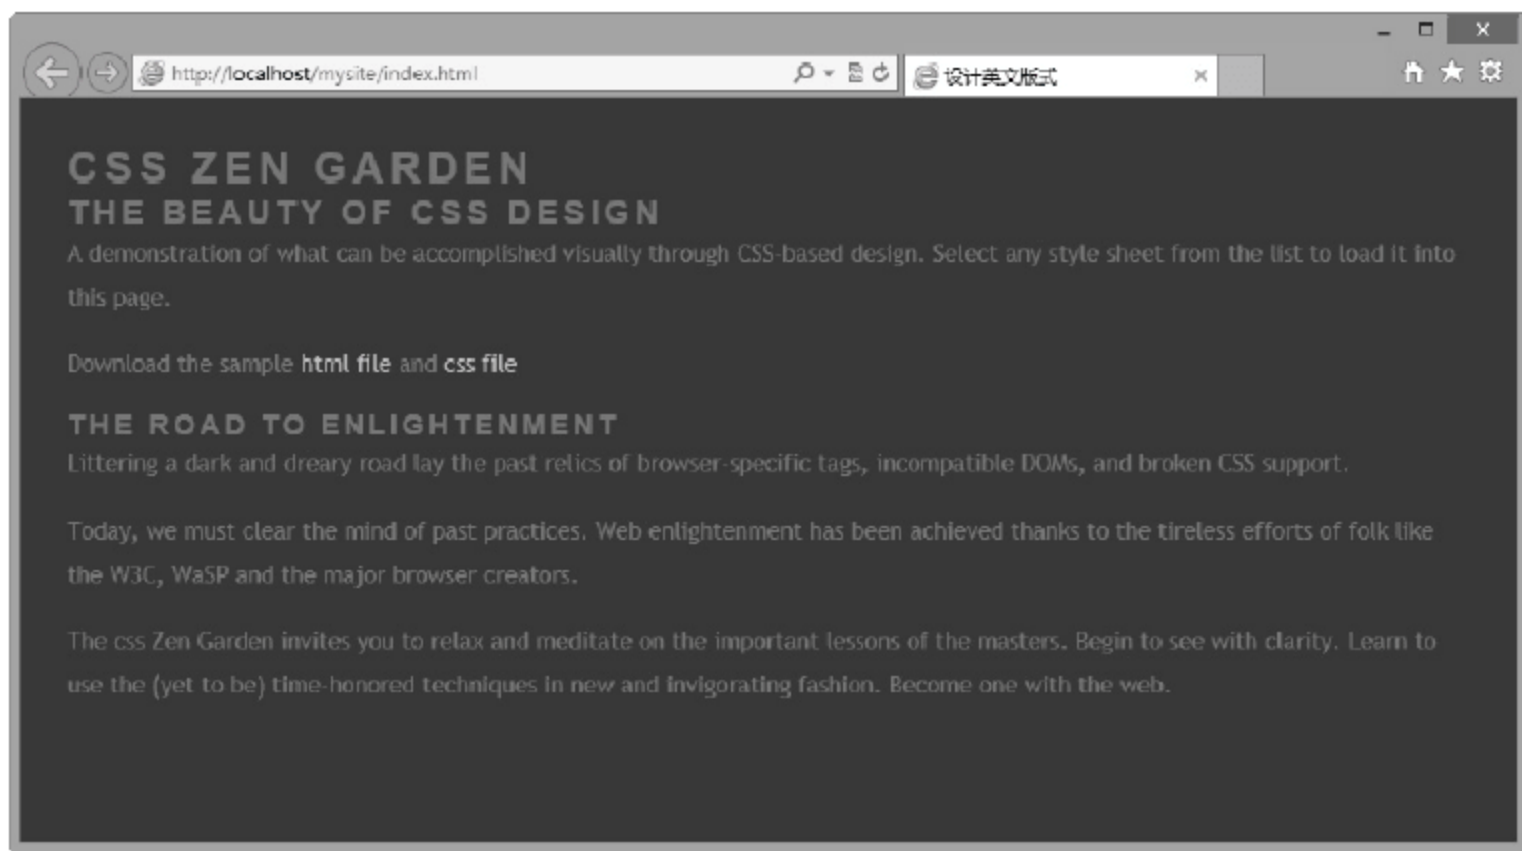 http://localhost/mysite/index.html
设计英文版式
CSS ZEN GARDEN
THE BEAUTY OF CSS DESIGN
A demonstration of what can be accomplished visually through CSS-based design. Select any style sheet from the list to load it into
this page.
Download the sample html file and css file
THE ROAD TO ENLIGHTENMENT
Littering a dark and dreary road lay the past relics of browser-specific tags, incompatible DOMs, and broken CSS support.
Today, we must clear the mind of past practices. Web enlightenment has been achieved thanks to the tireless efforts of folk like
the W3C, WaSP and the major browser creators.
The css Zen Garden invites you to relax and meditate on the important lessons of the masters. Begin to see with clarity. Learn to
use the (yet to be) time-honored techniques in new and invigorating fashion. Become one with the web.